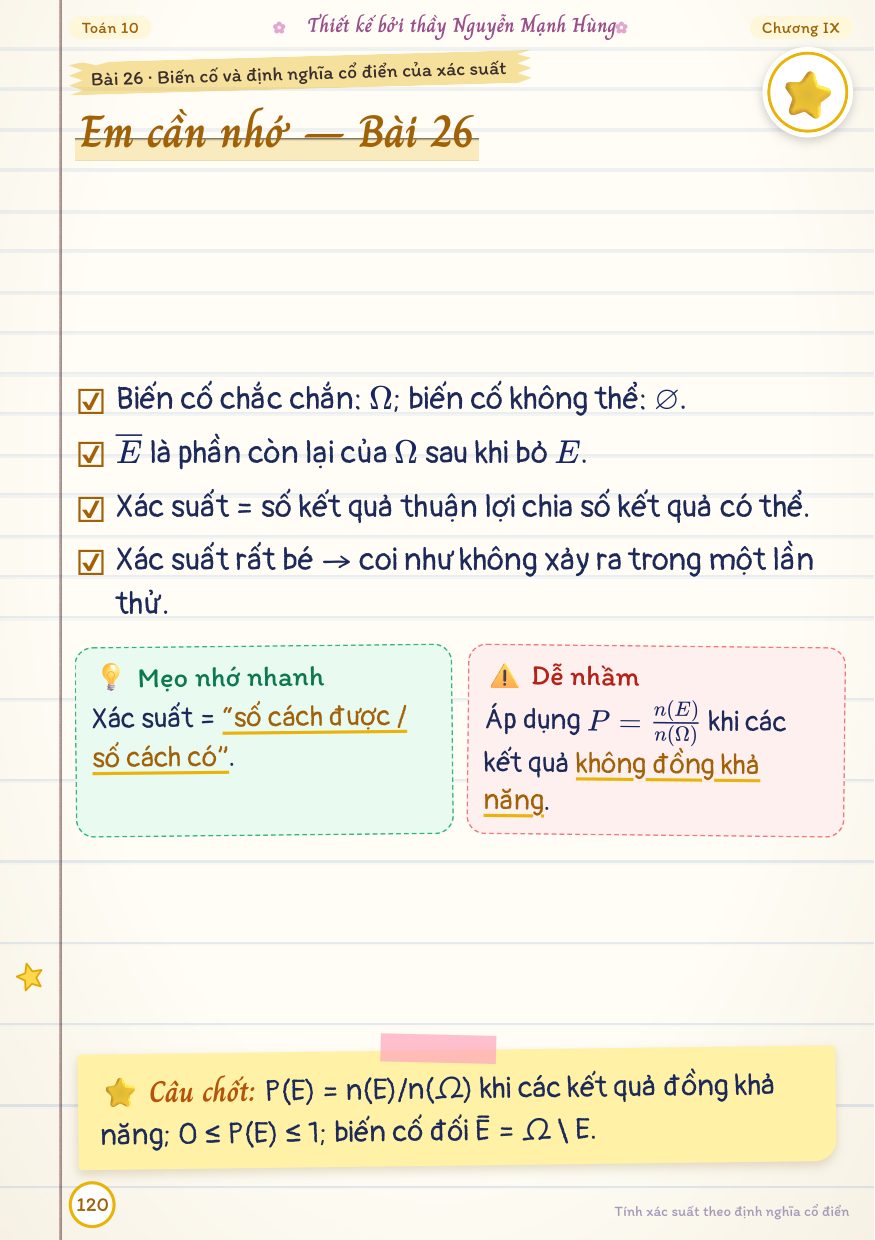 Toán 10
Thiết kế bởi thầy Nguyễn Mạnh Hùng
Chương IX
Bài 26 · Biến cố và định nghĩa cổ điển của xác suất
Em cần nhớ — Bài 26
Biến cố chắc chắn: Ω; biến cố không thể: ∅.
E̅ là phần còn lại của Ω sau khi bỏ E.
Xác suất = số kết quả thuận lợi chia số kết quả có thể.
Xác suất rất bé → coi như không xảy ra trong một lần
thử.
Mẹo nhớ nhanh
Xác suất = “số cách được /
số cách có”.
Dễ nhầm
Áp dụng P = n(E)/n(Ω) khi các
kết quả không đồng khả
năng.
Câu chốt: P(E) = n(E)/n(Ω) khi các kết quả đồng khả
năng; 0 ≤ P(E) ≤ 1; biến cố đối Ē = Ω \ E.
120
Tính xác suất theo định nghĩa cổ điển